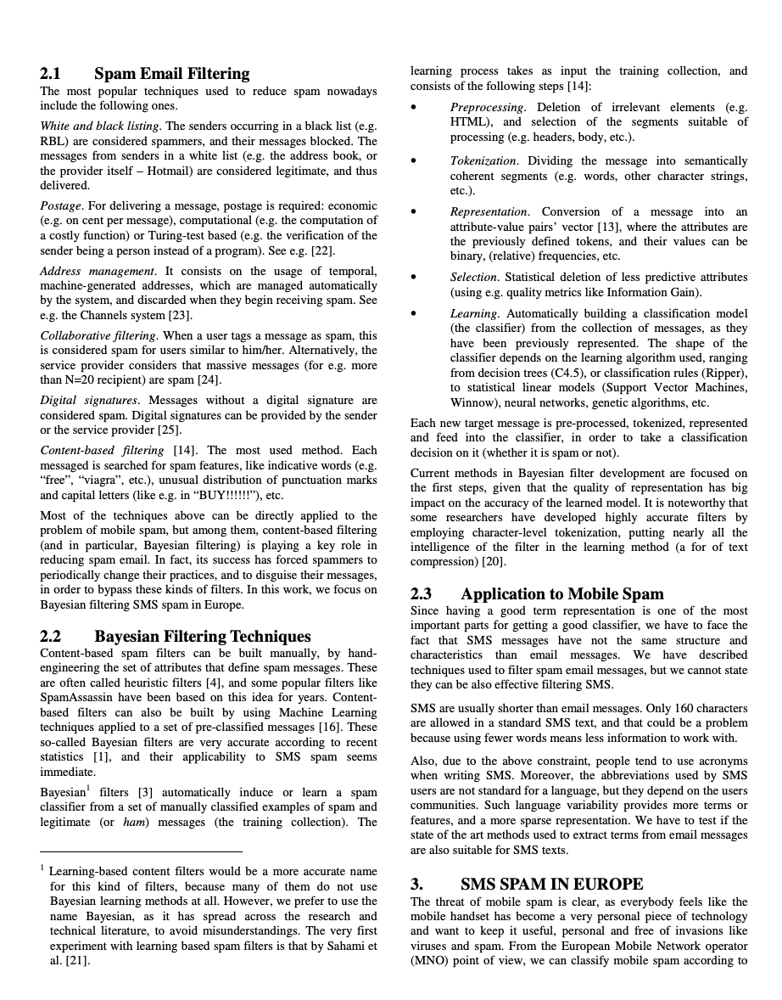 2.1 Spam Email Filtering
The most popular techniques used to reduce spam nowadays
include the following ones.
White and black listing. The senders occurring in a black list (e.g.
RBL) are considered spammers, and their messages blocked. The
messages from senders in a white list (e.g. the address book, or
the provider itself – Hotmail) are considered legitimate, and thus
delivered.
Postage. For delivering a message, postage is required: economic
(e.g. on cent per message), computational (e.g. the computation of
a costly function) or Turing-test based (e.g. the verification of the
sender being a person instead of a program). See e.g. [22].
Address management. It consists on the usage of temporal,
machine-generated addresses, which are managed automatically
by the system, and discarded when they begin receiving spam. See
e.g. the Channels system [23].
Collaborative filtering. When a user tags a message as spam, this
is considered spam for users similar to him/her. Alternatively, the
service provider considers that massive messages (for e.g. more
than N=20 recipient) are spam [24].
Digital signatures. Messages without a digital signature are
considered spam. Digital signatures can be provided by the sender
or the service provider [25].
Content-based filtering [14]. The most used method. Each
messaged is searched for spam features, like indicative words (e.g.
“free”, “viagra”, etc.), unusual distribution of punctuation marks
and capital letters (like e.g. in “BUY!!!!!!”), etc.
Most of the techniques above can be directly applied to the
problem of mobile spam, but among them, content-based filtering
(and in particular, Bayesian filtering) is playing a key role in
reducing spam email. In fact, its success has forced spammers to
periodically change their practices, and to disguise their messages,
in order to bypass these kinds of filters. In this work, we focus on
Bayesian filtering SMS spam in Europe.
2.2 Bayesian Filtering Techniques
Content-based spam filters can be built manually, by hand-
engineering the set of attributes that define spam messages. These
are often called heuristic filters [4], and some popular filters like
SpamAssassin have been based on this idea for years. Content-
based filters can also be built by using Machine Learning
techniques applied to a set of pre-classified messages [16]. These
so-called Bayesian filters are very accurate according to recent
statistics [1], and their applicability to SMS spam seems
immediate.
Bayesian1 filters [3] automatically induce or learn a spam
classifier from a set of manually classified examples of spam and
legitimate (or ham) messages (the training collection). The
1 Learning-based content filters would be a more accurate name
for this kind of filters, because many of them do not use
Bayesian learning methods at all. However, we prefer to use the
name Bayesian, as it has spread across the research and
technical literature, to avoid misunderstandings. The very first
experiment with learning based spam filters is that by Sahami et
al. [21].
learning process takes as input the training collection, and
consists of the following steps [14]:
• Preprocessing. Deletion of irrelevant elements (e.g.
HTML), and selection of the segments suitable of
processing (e.g. headers, body, etc.).
• Tokenization. Dividing the message into semantically
coherent segments (e.g. words, other character strings,
etc.).
• Representation. Conversion of a message into an
attribute-value pairs’ vector [13], where the attributes are
the previously defined tokens, and their values can be
binary, (relative) frequencies, etc.
• Selection. Statistical deletion of less predictive attributes
(using e.g. quality metrics like Information Gain).
• Learning. Automatically building a classification model
(the classifier) from the collection of messages, as they
have been previously represented. The shape of the
classifier depends on the learning algorithm used, ranging
from decision trees (C4.5), or classification rules (Ripper),
to statistical linear models (Support Vector Machines,
Winnow), neural networks, genetic algorithms, etc.
Each new target message is pre-processed, tokenized, represented
and feed into the classifier, in order to take a classification
decision on it (whether it is spam or not).
Current methods in Bayesian filter development are focused on
the first steps, given that the quality of representation has big
impact on the accuracy of the learned model. It is noteworthy that
some researchers have developed highly accurate filters by
employing character-level tokenization, putting nearly all the
intelligence of the filter in the learning method (a for of text
compression) [20].
2.3 Application to Mobile Spam
Since having a good term representation is one of the most
important parts for getting a good classifier, we have to face the
fact that SMS messages have not the same structure and
characteristics than email messages. We have described
techniques used to filter spam email messages, but we cannot state
they can be also effective filtering SMS.
SMS are usually shorter than email messages. Only 160 characters
are allowed in a standard SMS text, and that could be a problem
because using fewer words means less information to work with.
Also, due to the above constraint, people tend to use acronyms
when writing SMS. Moreover, the abbreviations used by SMS
users are not standard for a language, but they depend on the users
communities. Such language variability provides more terms or
features, and a more sparse representation. We have to test if the
state of the art methods used to extract terms from email messages
are also suitable for SMS texts.
3. SMS SPAM IN EUROPE
The threat of mobile spam is clear, as everybody feels like the
mobile handset has become a very personal piece of technology
and want to keep it useful, personal and free of invasions like
viruses and spam. From the European Mobile Network operator
(MNO) point of view, we can classify mobile spam according to